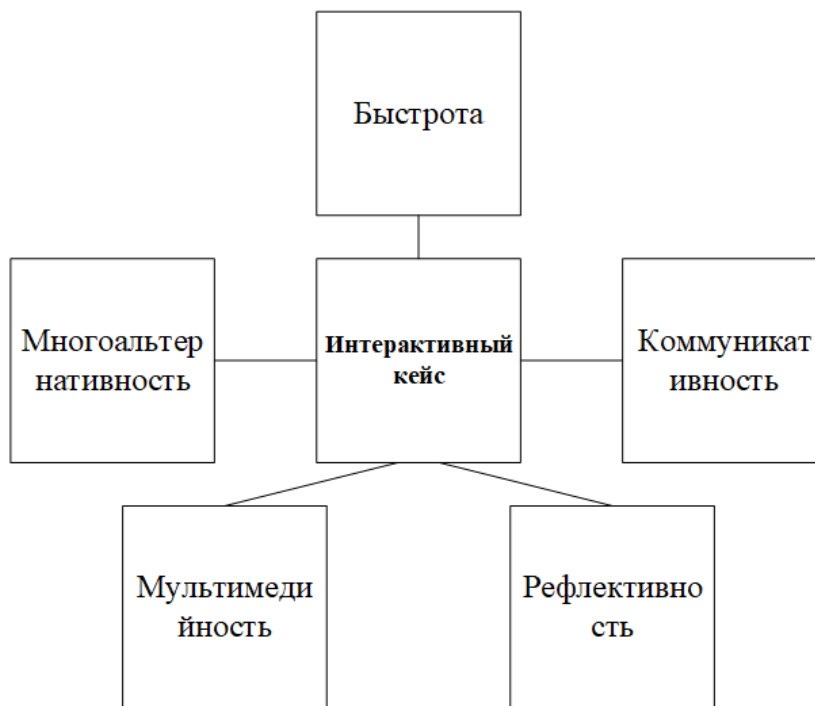 Быстрота
Многоальтер
нативность
Интерактивный
кейс
Коммуникат
ивность
Мультимеди
йность
Рефлективно
сть